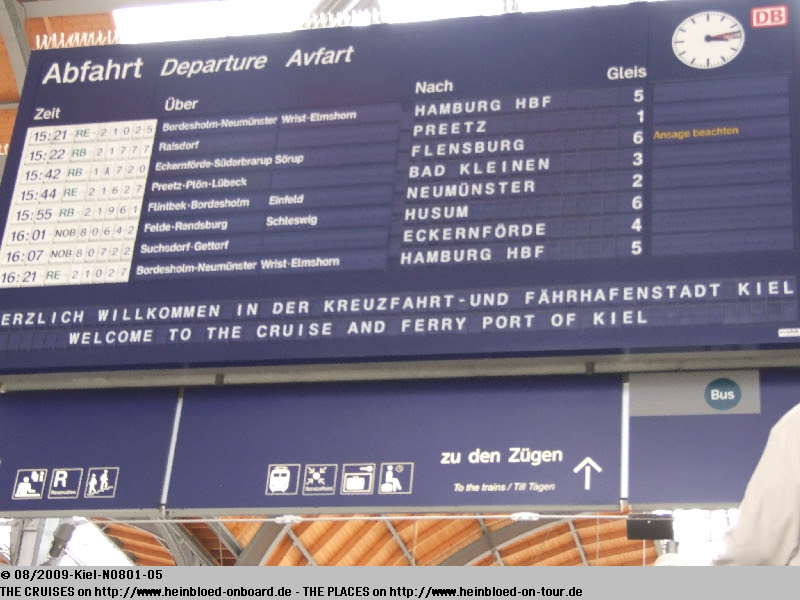 Abfahrt Departure Avfart DB
Zeit Über Nach Gleis
15:21 RE 21025 Bordesholm-Neumünster Wrist-Elmshorn HAMBURG HBF 5
15:22 RB 21777 Raisdorf PREETZ 1
15:42 RB 1A720 Eckernförde-Süderbrarup Sörup FLENSBURG 6 Ansage beachten
15:44 RE 21627 Preetz-Plön-Lübeck BAD KLEINEN 3
15:55 RB 21961 Flintbek-Bordesholm Einfeld NEUMÜNSTER 2
16:01 NOB 80642 Felde-Rendsburg Schleswig HUSUM 6
16:07 NOB 80722 Suchsdorf-Gettorf ECKERNFÖRDE 4
16:21 RE 21027 Bordesholm-Neumünster Wrist-Elmshorn HAMBURG HBF 5
ERZLICH WILLKOMMEN IN DER KREUZFAHRT-UND FÄHRHAFENSTADT KIEL
WELCOME TO THE CRUISE AND FERRY PORT OF KIEL
Bus
zu den Zügen
To the trains / Till Tågen
R
Reservation
ServicePoint
© 08/2009-Kiel-N0801-05
THE CRUISES on http://www.heinbloed-onboard.de - THE PLACES on http://www.heinbloed-on-tour.de